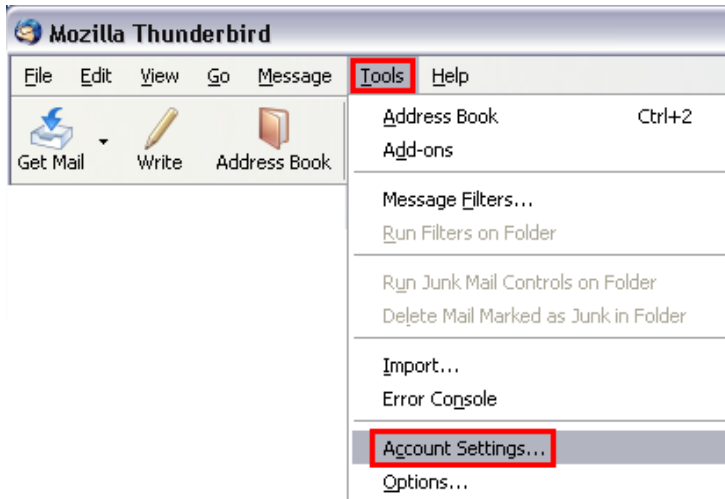 Mozilla Thunderbird
File Edit View Go Message Tools Help
Get Mail Write Address Book
Address Book Ctrl+2
Add-ons
Message Filters...
Run Filters on Folder
Run Junk Mail Controls on Folder
Delete Mail Marked as Junk in Folder
Import...
Error Console
Account Settings...
Options...